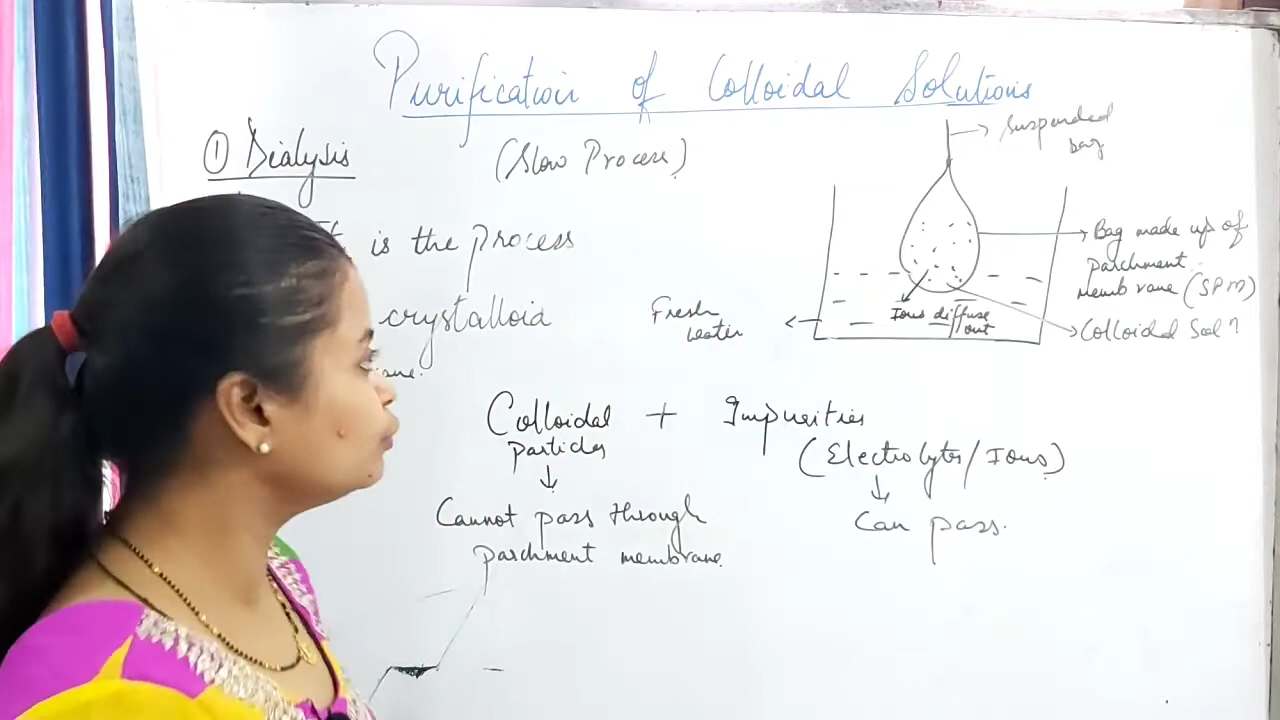 Purification of Colloidal Solutions
① Dialysis
(Slow Process)
is the process
crystalloid
Suspended
bag
Bag made up of
parchment
membrane (SPM)
Ions diffuse
out
Fresh
water
Colloidal Sol?
Colloidal + Impurities
particles
(Electrolytes/Ions)
↓
↓
Cannot pass through
parchment membrane.
Can pass.